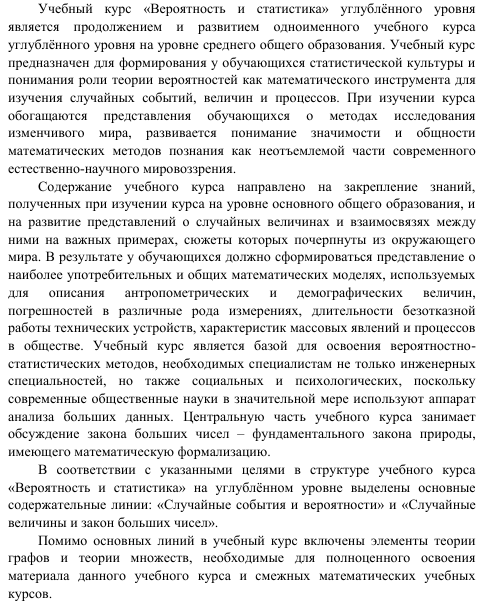 Учебный курс «Вероятность и статистика» углублённого уровня
является продолжением и развитием одноименного учебного курса
углублённого уровня на уровне среднего общего образования. Учебный курс
предназначен для формирования у обучающихся статистической культуры и
понимания роли теории вероятностей как математического инструмента для
изучения случайных событий, величин и процессов. При изучении курса
обогащаются представления обучающихся о методах исследования
изменчивого мира, развивается понимание значимости и общности
математических методов познания как неотъемлемой части современного
естественно-научного мировоззрения.
Содержание учебного курса направлено на закрепление знаний,
полученных при изучении курса на уровне основного общего образования, и
на развитие представлений о случайных величинах и взаимосвязях между
ними на важных примерах, сюжеты которых почерпнуты из окружающего
мира. В результате у обучающихся должно сформироваться представление о
наиболее употребительных и общих математических моделях, используемых
для описания антропометрических и демографических величин,
погрешностей в различные рода измерениях, длительности безотказной
работы технических устройств, характеристик массовых явлений и процессов
в обществе. Учебный курс является базой для освоения вероятностно-
статистических методов, необходимых специалистам не только инженерных
специальностей, но также социальных и психологических, поскольку
современные общественные науки в значительной мере используют аппарат
анализа больших данных. Центральную часть учебного курса занимает
обсуждение закона больших чисел – фундаментального закона природы,
имеющего математическую формализацию.
В соответствии с указанными целями в структуре учебного курса
«Вероятность и статистика» на углублённом уровне выделены основные
содержательные линии: «Случайные события и вероятности» и «Случайные
величины и закон больших чисел».
Помимо основных линий в учебный курс включены элементы теории
графов и теории множеств, необходимые для полноценного освоения
материала данного учебного курса и смежных математических учебных
курсов.